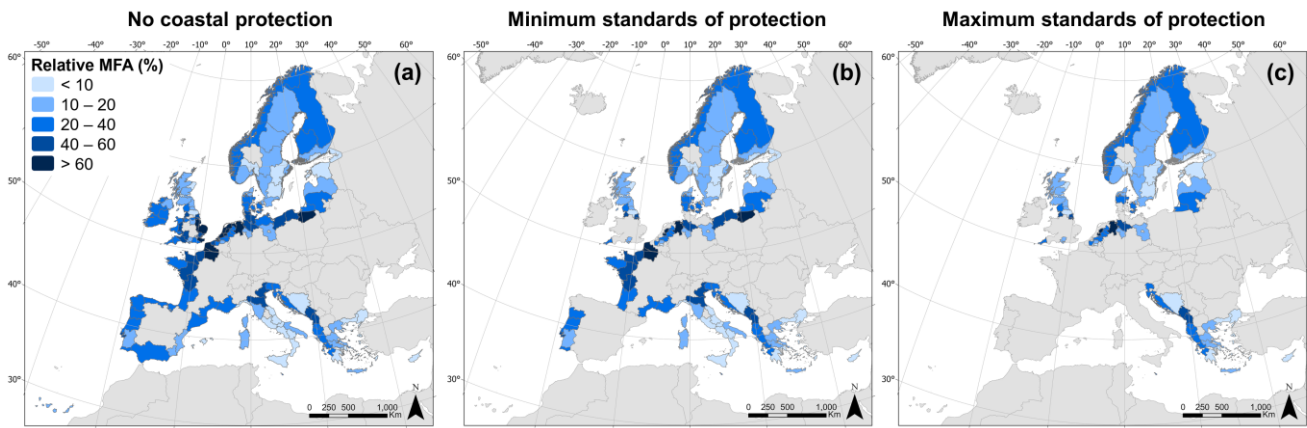 No coastal protection
Minimum standards of protection
Maximum standards of protection
-50° -40° -30° -20° -10° 0° 10° 20° 30° 40° 50° 60°
60°
50°
40°
30°
Relative MFA (%)
< 10
10 – 20
20 – 40
40 – 60
> 60
(a)
N
0 250 500 1,000
Km
-50° -40° -30° -20° -10° 0° 10° 20° 30° 40° 50° 60°
60°
50°
40°
30°
(b)
N
0 250 500 1,000
Km
-50° -40° -30° -20° -10° 0° 10° 20° 30° 40° 50° 60°
60°
50°
40°
30°
(c)
N
0 250 500 1,000
Km